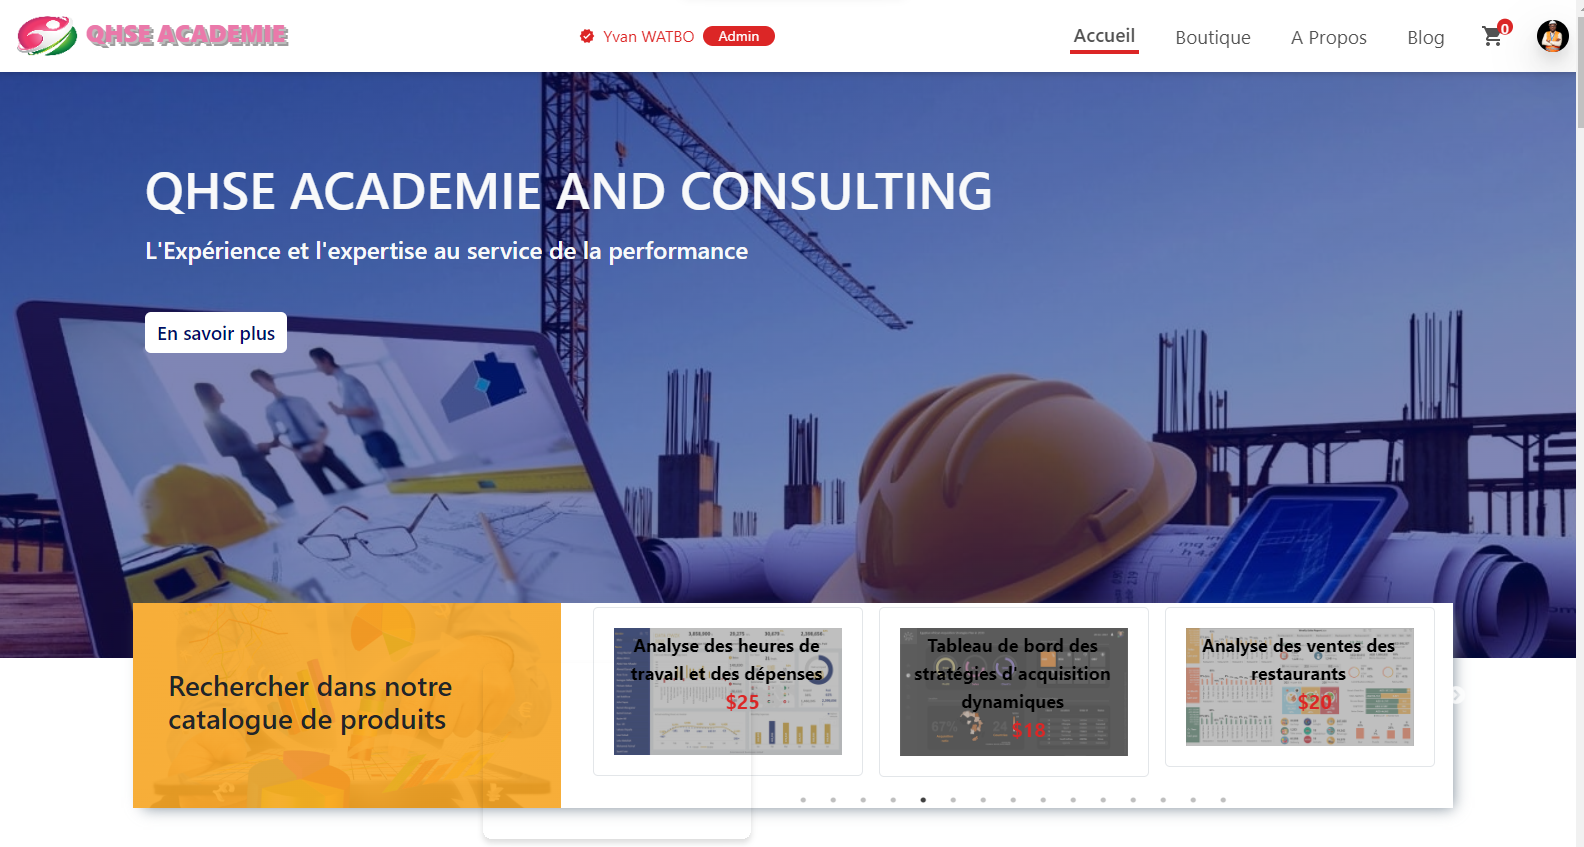 QHSE ACADEMIE
Yvan WATBO Admin
Accueil
Boutique
A Propos
Blog
0
QHSE ACADEMIE AND CONSULTING
L'Expérience et l'expertise au service de la performance
En savoir plus
Rechercher dans notre
catalogue de produits
Analyse des heures de
travail et des dépenses
$25
Tableau de bord des
stratégies d'acquisition
dynamiques
$18
Analyse des ventes des
restaurants
$20